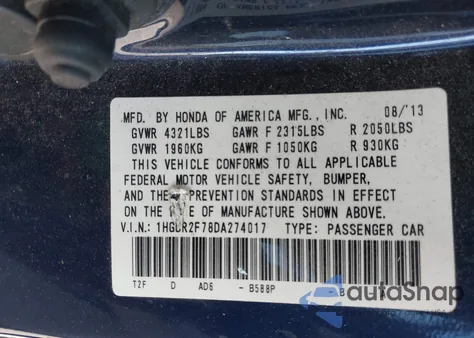 MFD. BY HONDA OF AMERICA MFG., INC. 08/'13
GVWR 4321LBS GAWR F 2315LBS R 2050LBS
GVWR 1960KG GAWR F 1050KG R 930KG
THIS VEHICLE CONFORMS TO ALL APPLICABLE
FEDERAL MOTOR VEHICLE SAFETY, BUMPER,
AND PREVENTION STANDARDS IN EFFECT
ON THE DATE OF MANUFACTURE SHOWN ABOVE.
V.I.N.: 1HGCR2F78DA274017 TYPE: PASSENGER CAR
T2F D AD6 -B588P -B
autoAstap